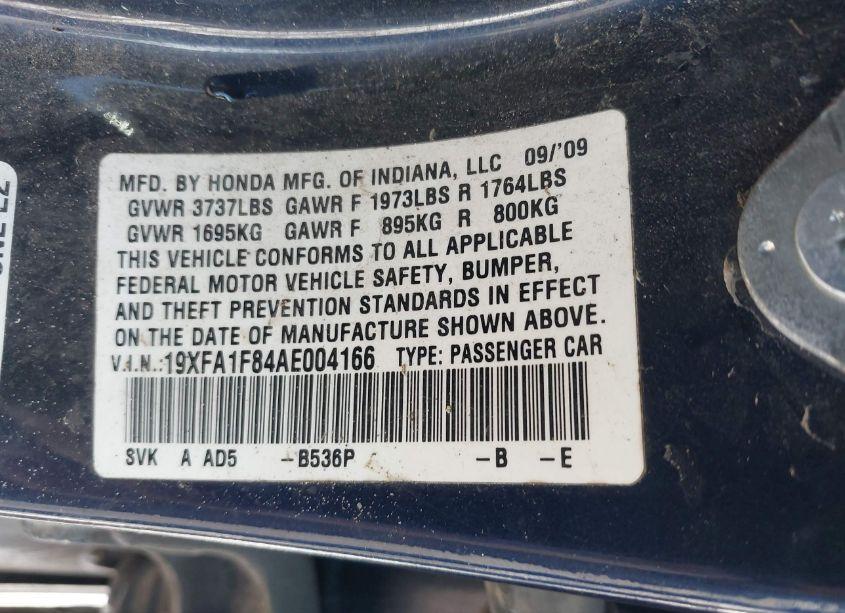 MFD. BY HONDA MFG. OF INDIANA, LLC 09/'09
GVWR 3737LBS GAWR F 1973LBS R 1764LBS
GVWR 1695KG GAWR F 895KG R 800KG
THIS VEHICLE CONFORMS TO ALL APPLICABLE
FEDERAL MOTOR VEHICLE SAFETY, BUMPER,
AND THEFT PREVENTION STANDARDS IN EFFECT
ON THE DATE OF MANUFACTURE SHOWN ABOVE.
V.I.N.:19XFA1F84AE004166 TYPE: PASSENGER CAR
SVK A AD5 -B536P -B -E